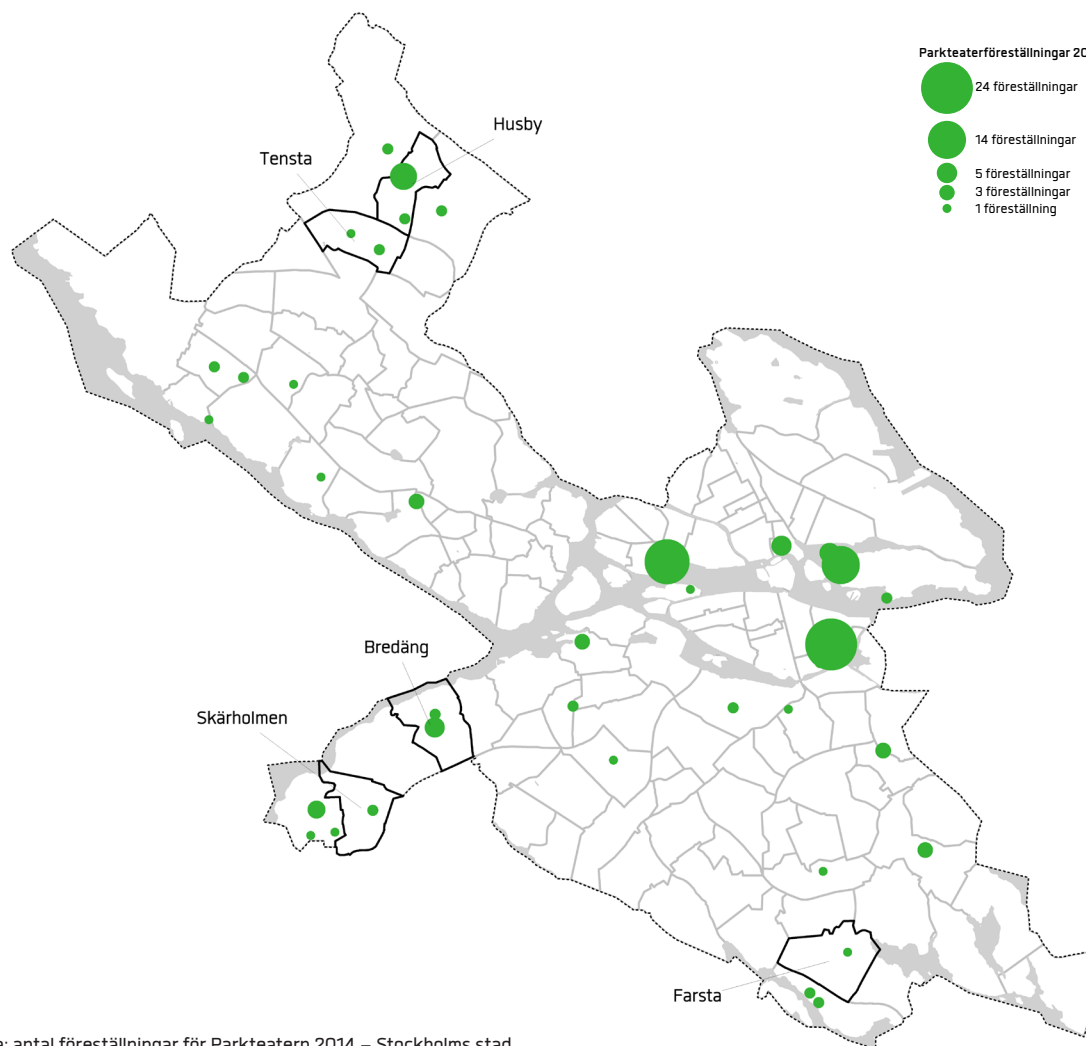 Parkteaterföreställningar 20
24 föreställningar
14 föreställningar
5 föreställningar
3 föreställningar
1 föreställning
Husby
Tensta
Bredäng
Skärholmen
Farsta
antal föreställningar för Parkteatern 2014 – Stockholms stad